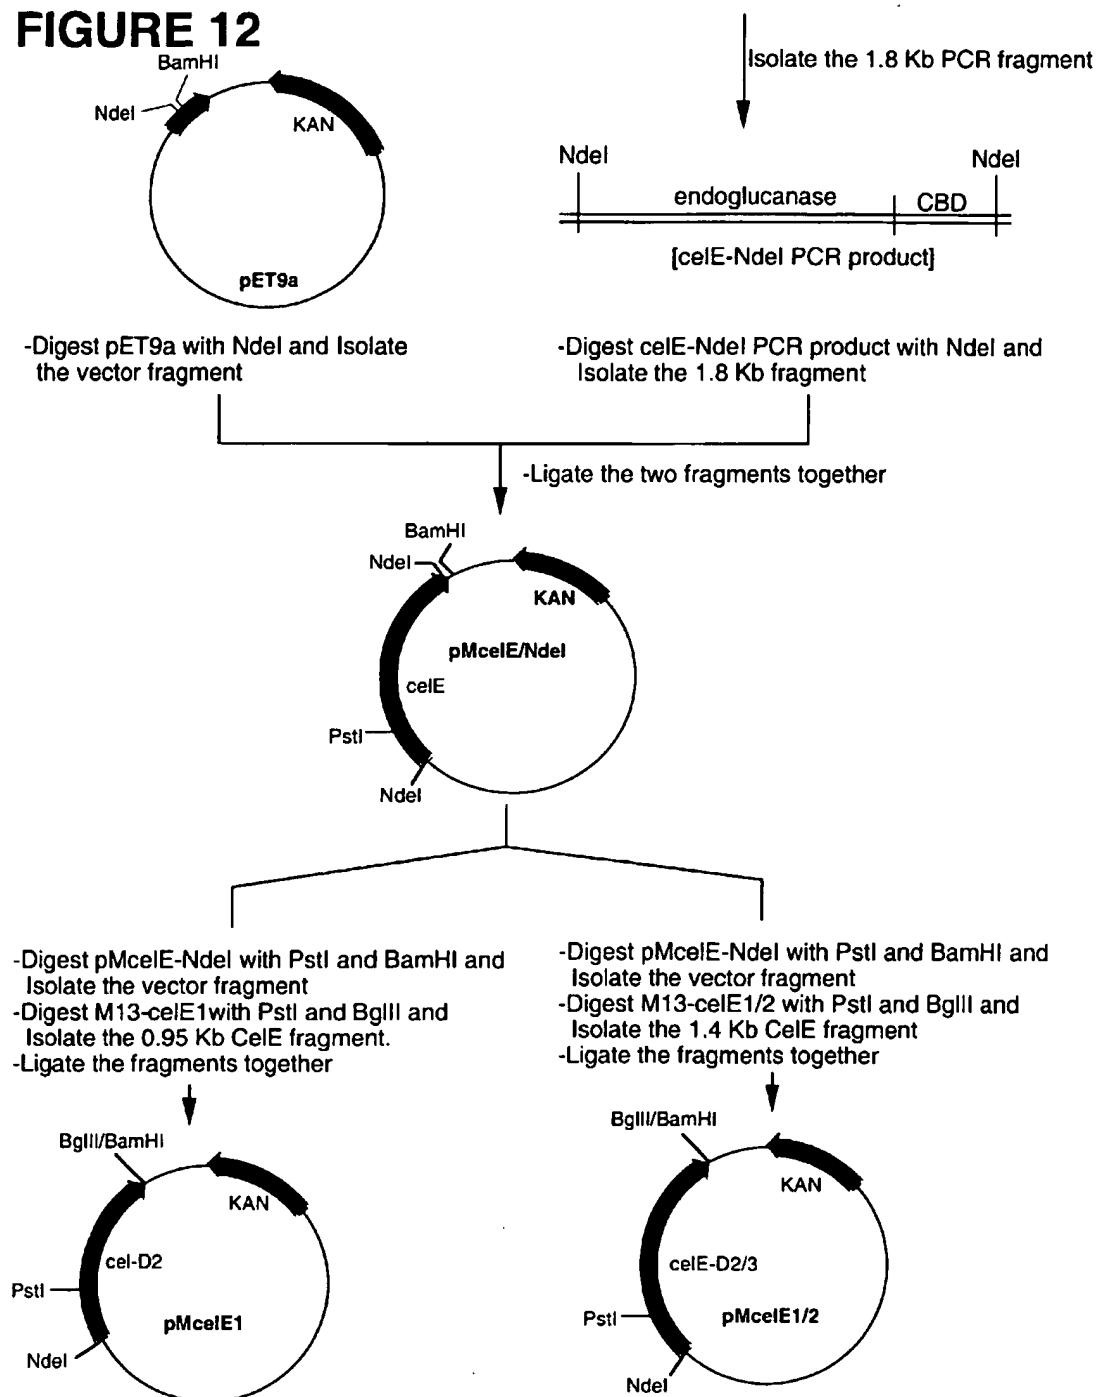 FIGURE 12
BamHI
NdeI
KAN
pET9a
Isolate the 1.8 Kb PCR fragment
NdeI
NdeI
endoglucanase
CBD
[celE-NdeI PCR product]
-Digest pET9a with NdeI and Isolate
the vector fragment
-Digest celE-NdeI PCR product with NdeI and
Isolate the 1.8 Kb fragment
-Ligate the two fragments together
BamHI
NdeI
KAN
pMcelE/NdeI
celE
PstI
NdeI
-Digest pMcelE-NdeI with PstI and BamHI and
Isolate the vector fragment
-Digest M13-celE1with PstI and BglII and
Isolate the 0.95 Kb CelE fragment.
-Ligate the fragments together
-Digest pMcelE-NdeI with PstI and BamHI and
Isolate the vector fragment
-Digest M13-celE1/2 with PstI and BglII and
Isolate the 1.4 Kb CelE fragment
-Ligate the fragments together
BglII/BamHI
KAN
cel-D2
PstI
pMcelE1
NdeI
BglII/BamHI
KAN
celE-D2/3
PstI
pMcelE1/2
NdeI